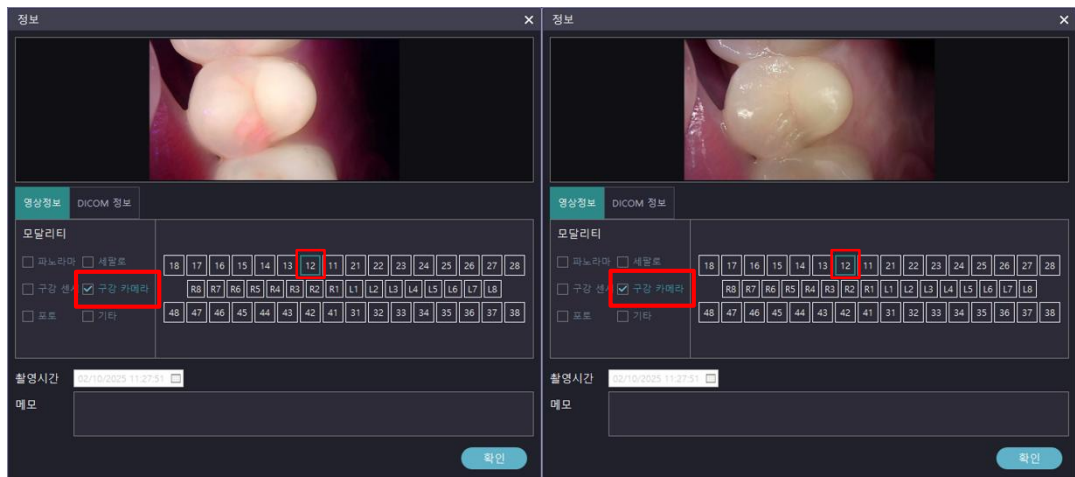 정보
영상정보 DICOM 정보
모달리티
파노라마 세팔로
구강 센서 구강 카메라
포토 기타
18 17 16 15 14 13 12 11 21 22 23 24 25 26 27 28
R8 R7 R6 R5 R4 R3 R2 R1 L1 L2 L3 L4 L5 L6 L7 L8
48 47 46 45 44 43 42 41 31 32 33 34 35 36 37 38
촬영시간 02/10/2025 11:27:51
메모
확인
정보
영상정보 DICOM 정보
모달리티
파노라마 세팔로
구강 센서 구강 카메라
포토 기타
18 17 16 15 14 13 12 11 21 22 23 24 25 26 27 28
R8 R7 R6 R5 R4 R3 R2 R1 L1 L2 L3 L4 L5 L6 L7 L8
48 47 46 45 44 43 42 41 31 32 33 34 35 36 37 38
촬영시간 02/10/2025 11:27:51
메모
확인